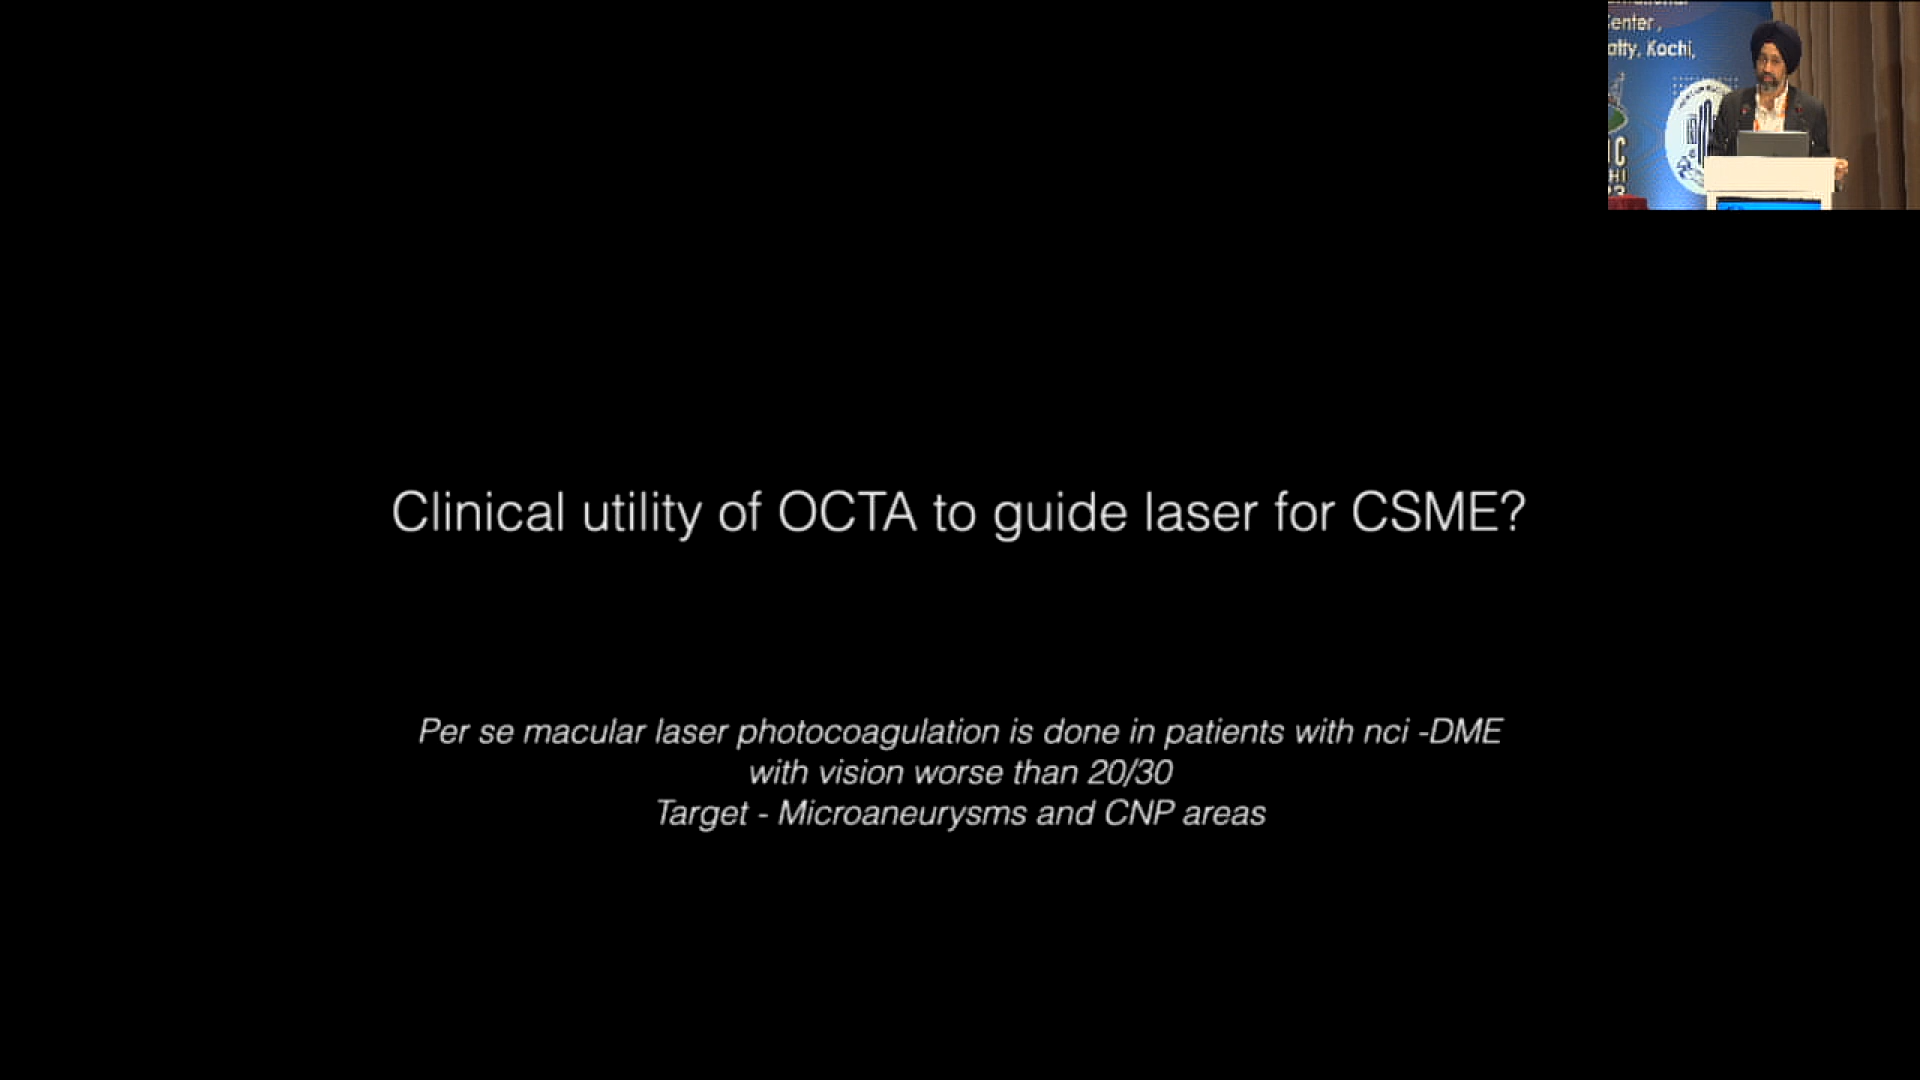 enter,
Kochi,
Clinical utility of OCTA to guide laser for CSME?
Per se macular laser photocoagulation is done in patients with nci -DME
with vision worse than 20/30
Target - Microaneurysms and CNP areas